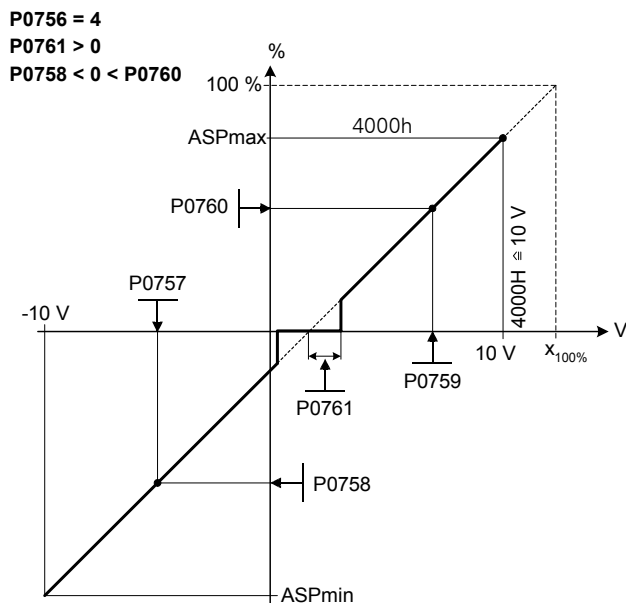 P0756 = 4
P0761 > 0
P0758 < 0 < P0760
%
100 %
ASPmax
4000h
P0760
4000H ≙ 10 V
P0757
-10 V
V
10 V
x100%
P0759
P0761
P0758
ASPmin